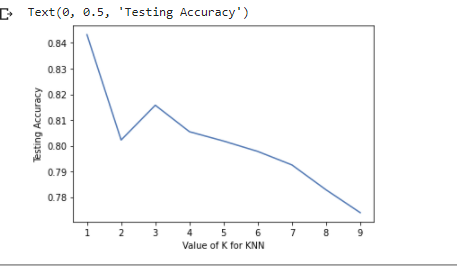 Text(0, 0.5, 'Testing Accuracy')
0.84
0.83
0.82
0.81
0.80
0.79
0.78
Testing Accuracy
1 2 3 4 5 6 7 8 9
Value of K for KNN